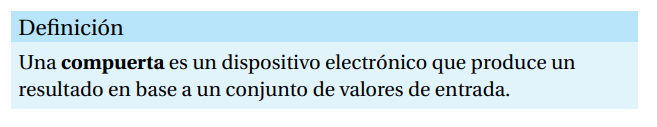 Definición
Una compuerta es un dispositivo electrónico que produce un
resultado en base a un conjunto de valores de entrada.